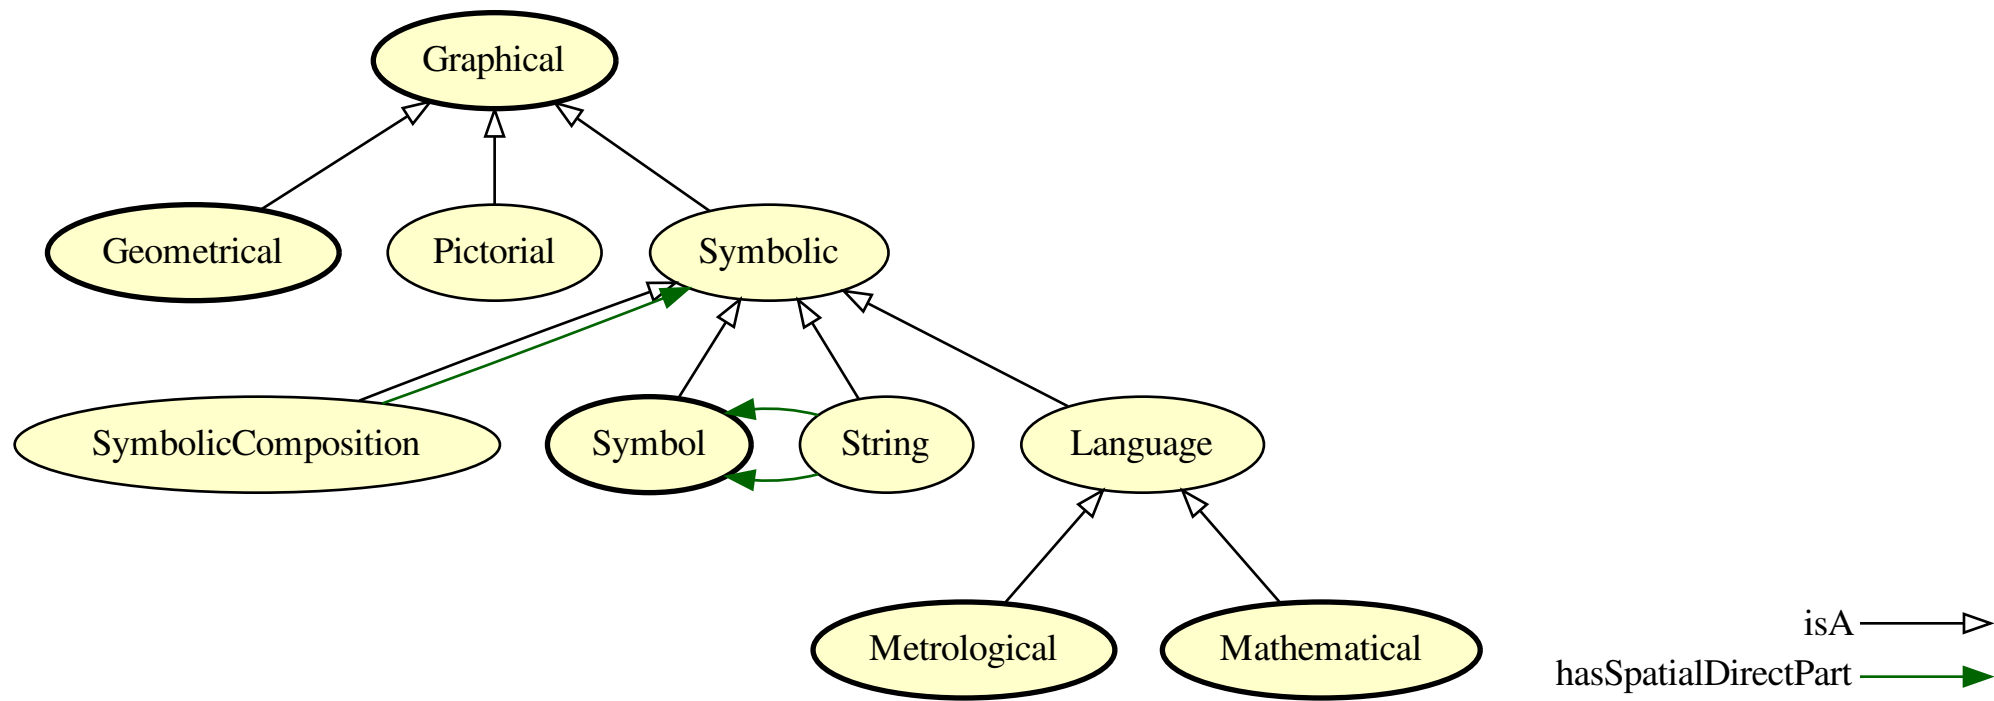 Graphical
Geometrical
Pictorial
Symbolic
SymbolicComposition
Symbol
String
Language
Metrological
Mathematical
isA
hasSpatialDirectPart